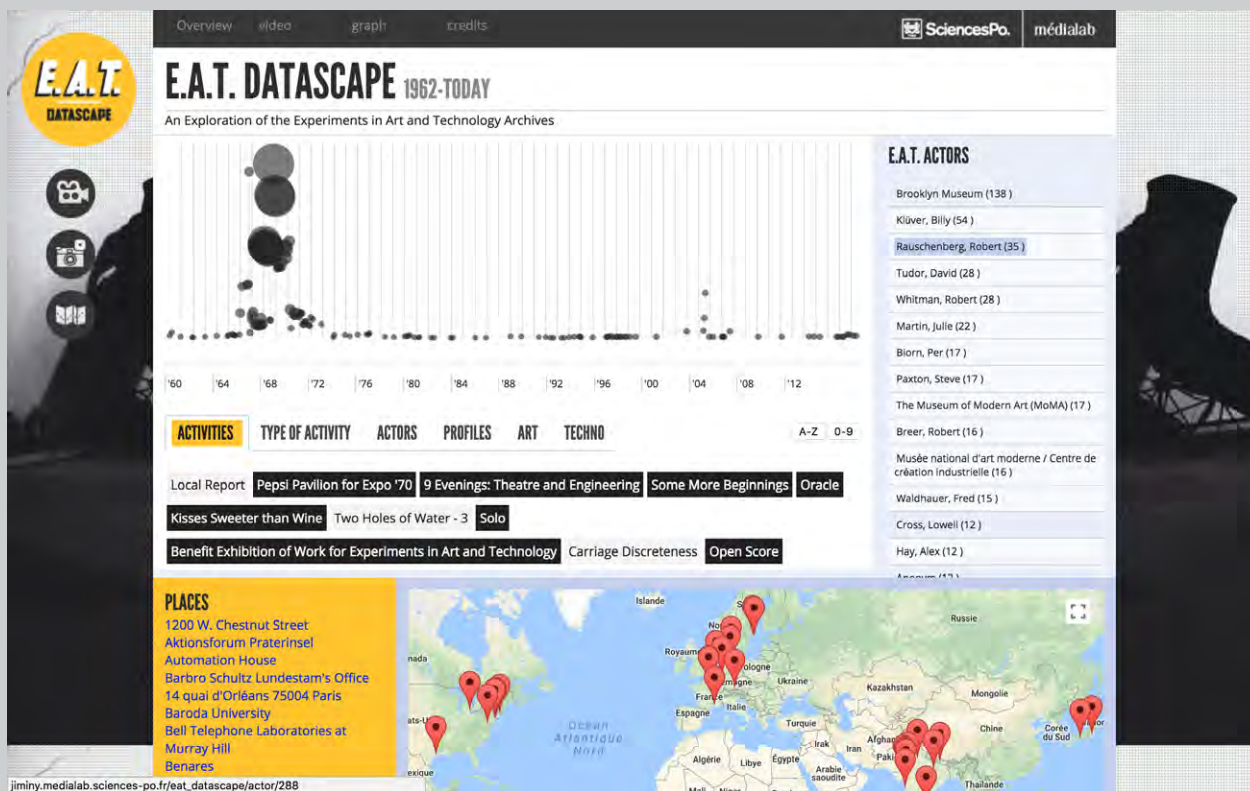 Overview video graph credits
SciencesPo. médialab
E.A.T.
DATASCAPE
E.A.T. DATASCAPE 1962-TODAY
An Exploration of the Experiments in Art and Technology Archives
'60 '64 '68 '72 '76 '80 '84 '88 '92 '96 '00 '04 '08 '12
ACTIVITIES TYPE OF ACTIVITY ACTORS PROFILES ART TECHNO A-Z 0-9
Local Report Pepsi Pavilion for Expo '70 9 Evenings: Theatre and Engineering Some More Beginnings Oracle
Kisses Sweeter than Wine Two Holes of Water - 3 Solo
Benefit Exhibition of Work for Experiments in Art and Technology Carriage Discreteness Open Score
E.A.T. ACTORS
Brooklyn Museum (138 )
Klüver, Billy (54 )
Rauschenberg, Robert (35 )
Tudor, David (28 )
Whitman, Robert (28 )
Martin, Julie (22 )
Biorn, Per (17 )
Paxton, Steve (17 )
The Museum of Modern Art (MoMA) (17 )
Breer, Robert (16 )
Musée national d'art moderne / Centre de
création industrielle (16 )
Waldhauer, Fred (15 )
Cross, Lowell (12 )
Hay, Alex (12 )
PLACES
1200 W. Chestnut Street
Aktionsforum Praterinsel
Automation House
Barbro Schultz Lundestam's Office
14 quai d'Orléans 75004 Paris
Baroda University
Bell Telephone Laboratories at
Murray Hill
Benares
Islande
Russie
Ukraine
Kazakhstan
Mongolie
France
Italie
Espagne
Turquie
Chine
Corée
du Sud
Océan
Atlantique
Nord
Irak
Iran
Algérie
Libye
Égypte
Arabie
saoudite
Thaïlande
Mali
Niger
jiminy.medialab.sciences-po.fr/eat_datascape/actor/288